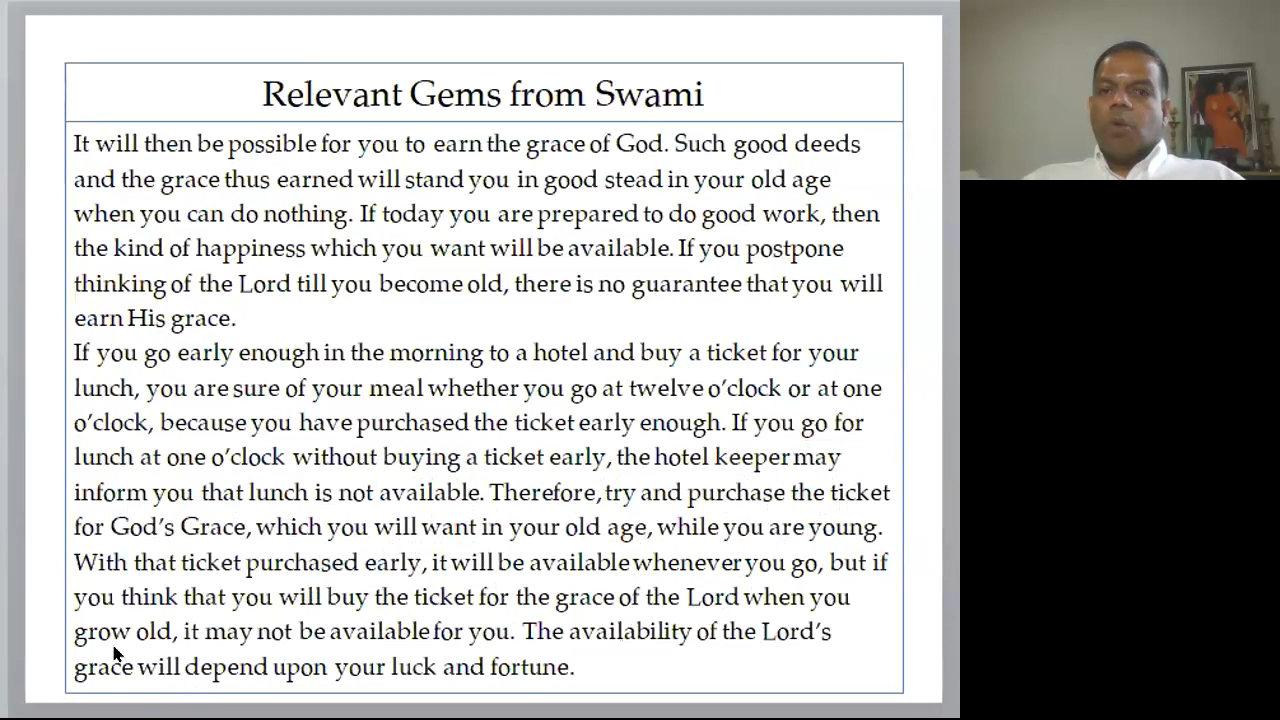 Relevant Gems from Swami
It will then be possible for you to earn the grace of God. Such good deeds
and the grace thus earned will stand you in good stead in your old age
when you can do nothing. If today you are prepared to do good work, then
the kind of happiness which you want will be available. If you postpone
thinking of the Lord till you become old, there is no guarantee that you will
earn His grace.
If you go early enough in the morning to a hotel and buy a ticket for your
lunch, you are sure of your meal whether you go at twelve o’clock or at one
o’clock, because you have purchased the ticket early enough. If you go for
lunch at one o’clock without buying a ticket early, the hotel keeper may
inform you that lunch is not available. Therefore, try and purchase the ticket
for God’s Grace, which you will want in your old age, while you are young.
With that ticket purchased early, it will be available whenever you go, but if
you think that you will buy the ticket for the grace of the Lord when you
grow old, it may not be available for you. The availability of the Lord’s
grace will depend upon your luck and fortune.